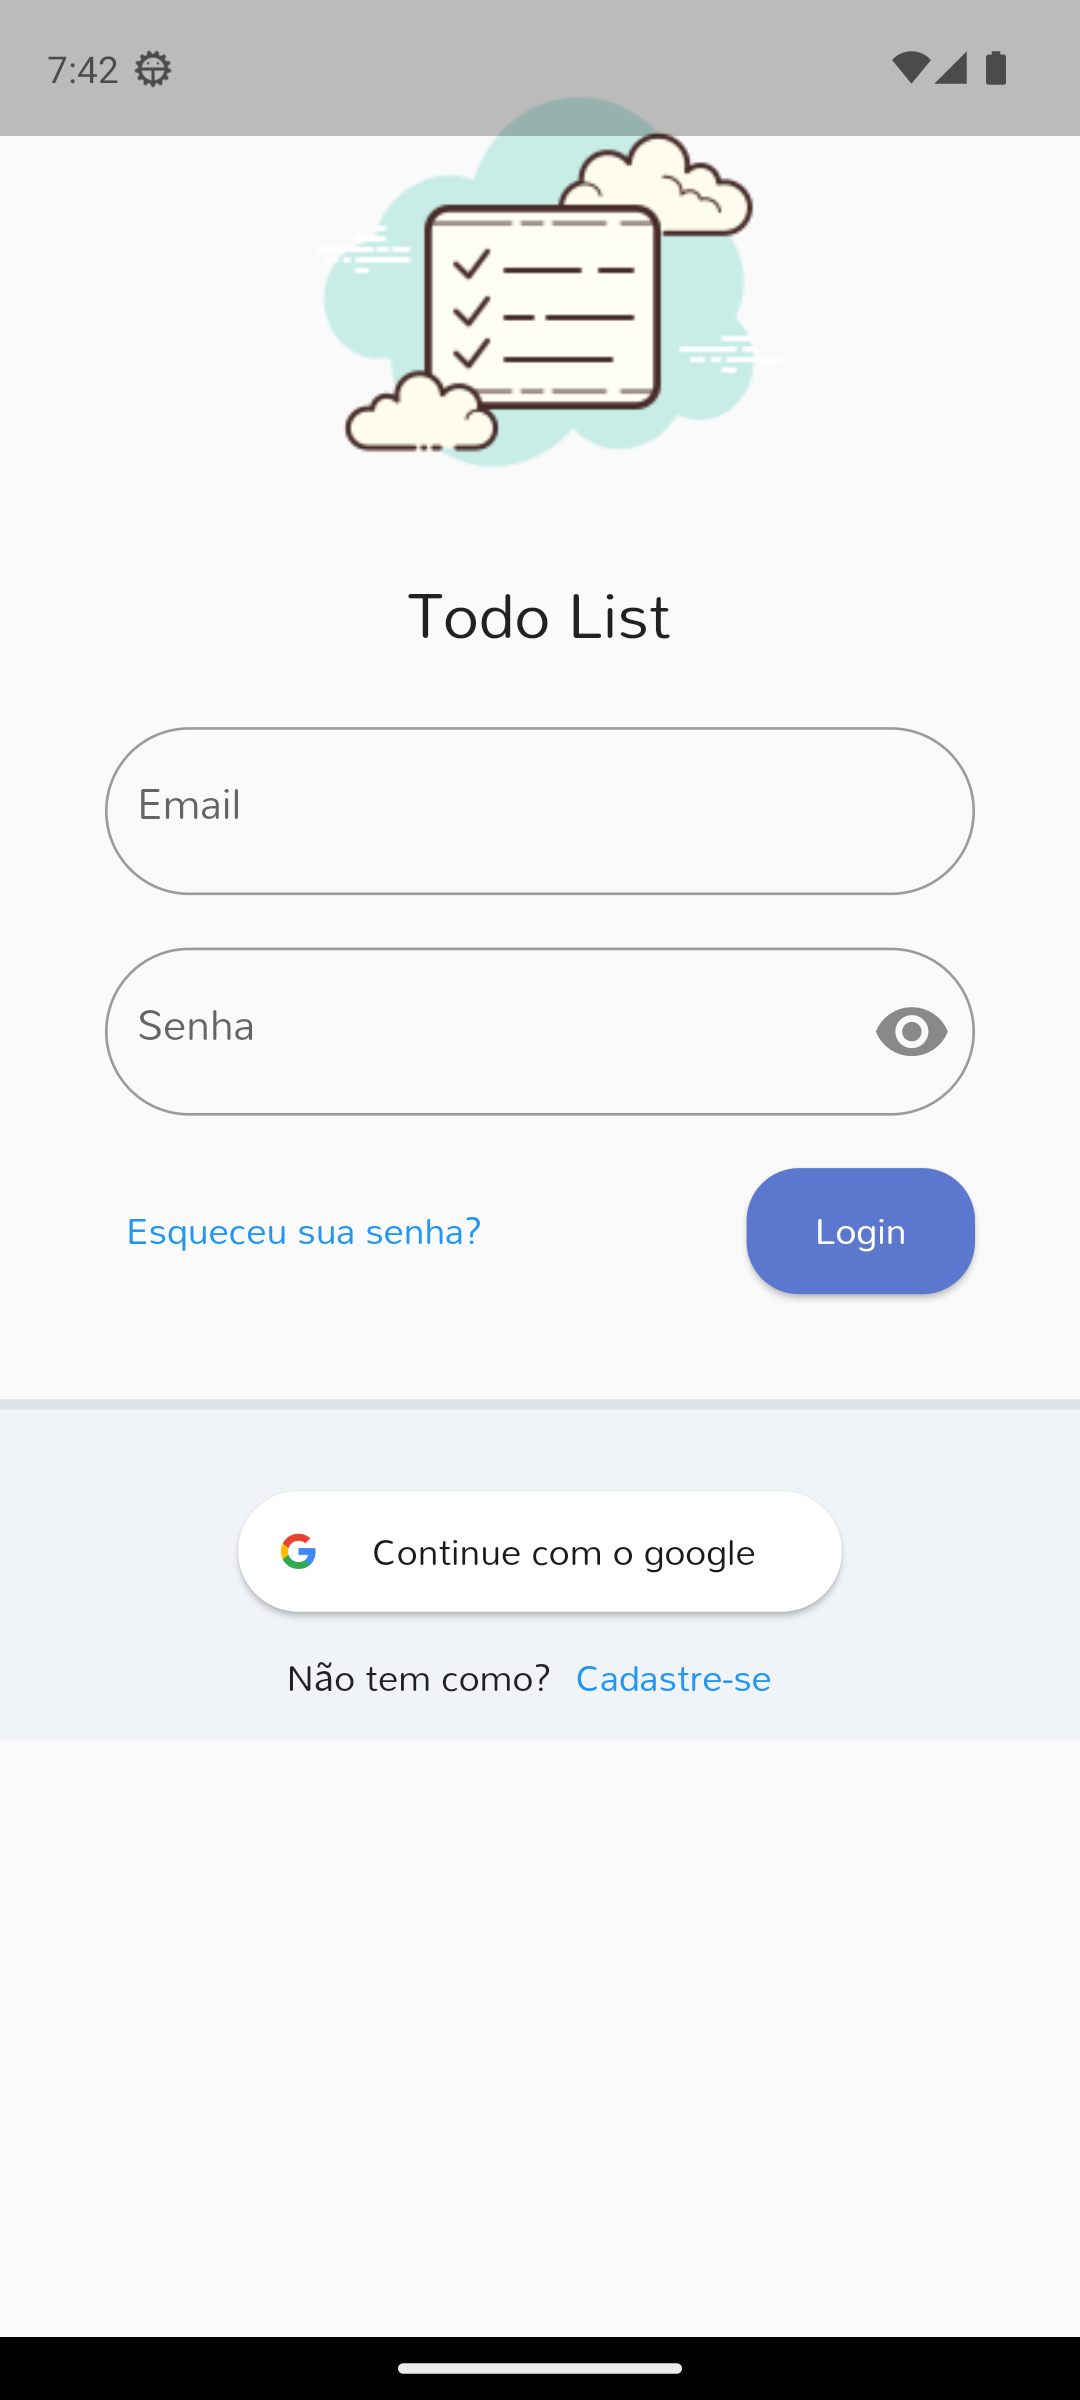 7:42
Todo List
Email
Senha
Esqueceu sua senha?
Login
Continue com o google
Não tem como? Cadastre-se